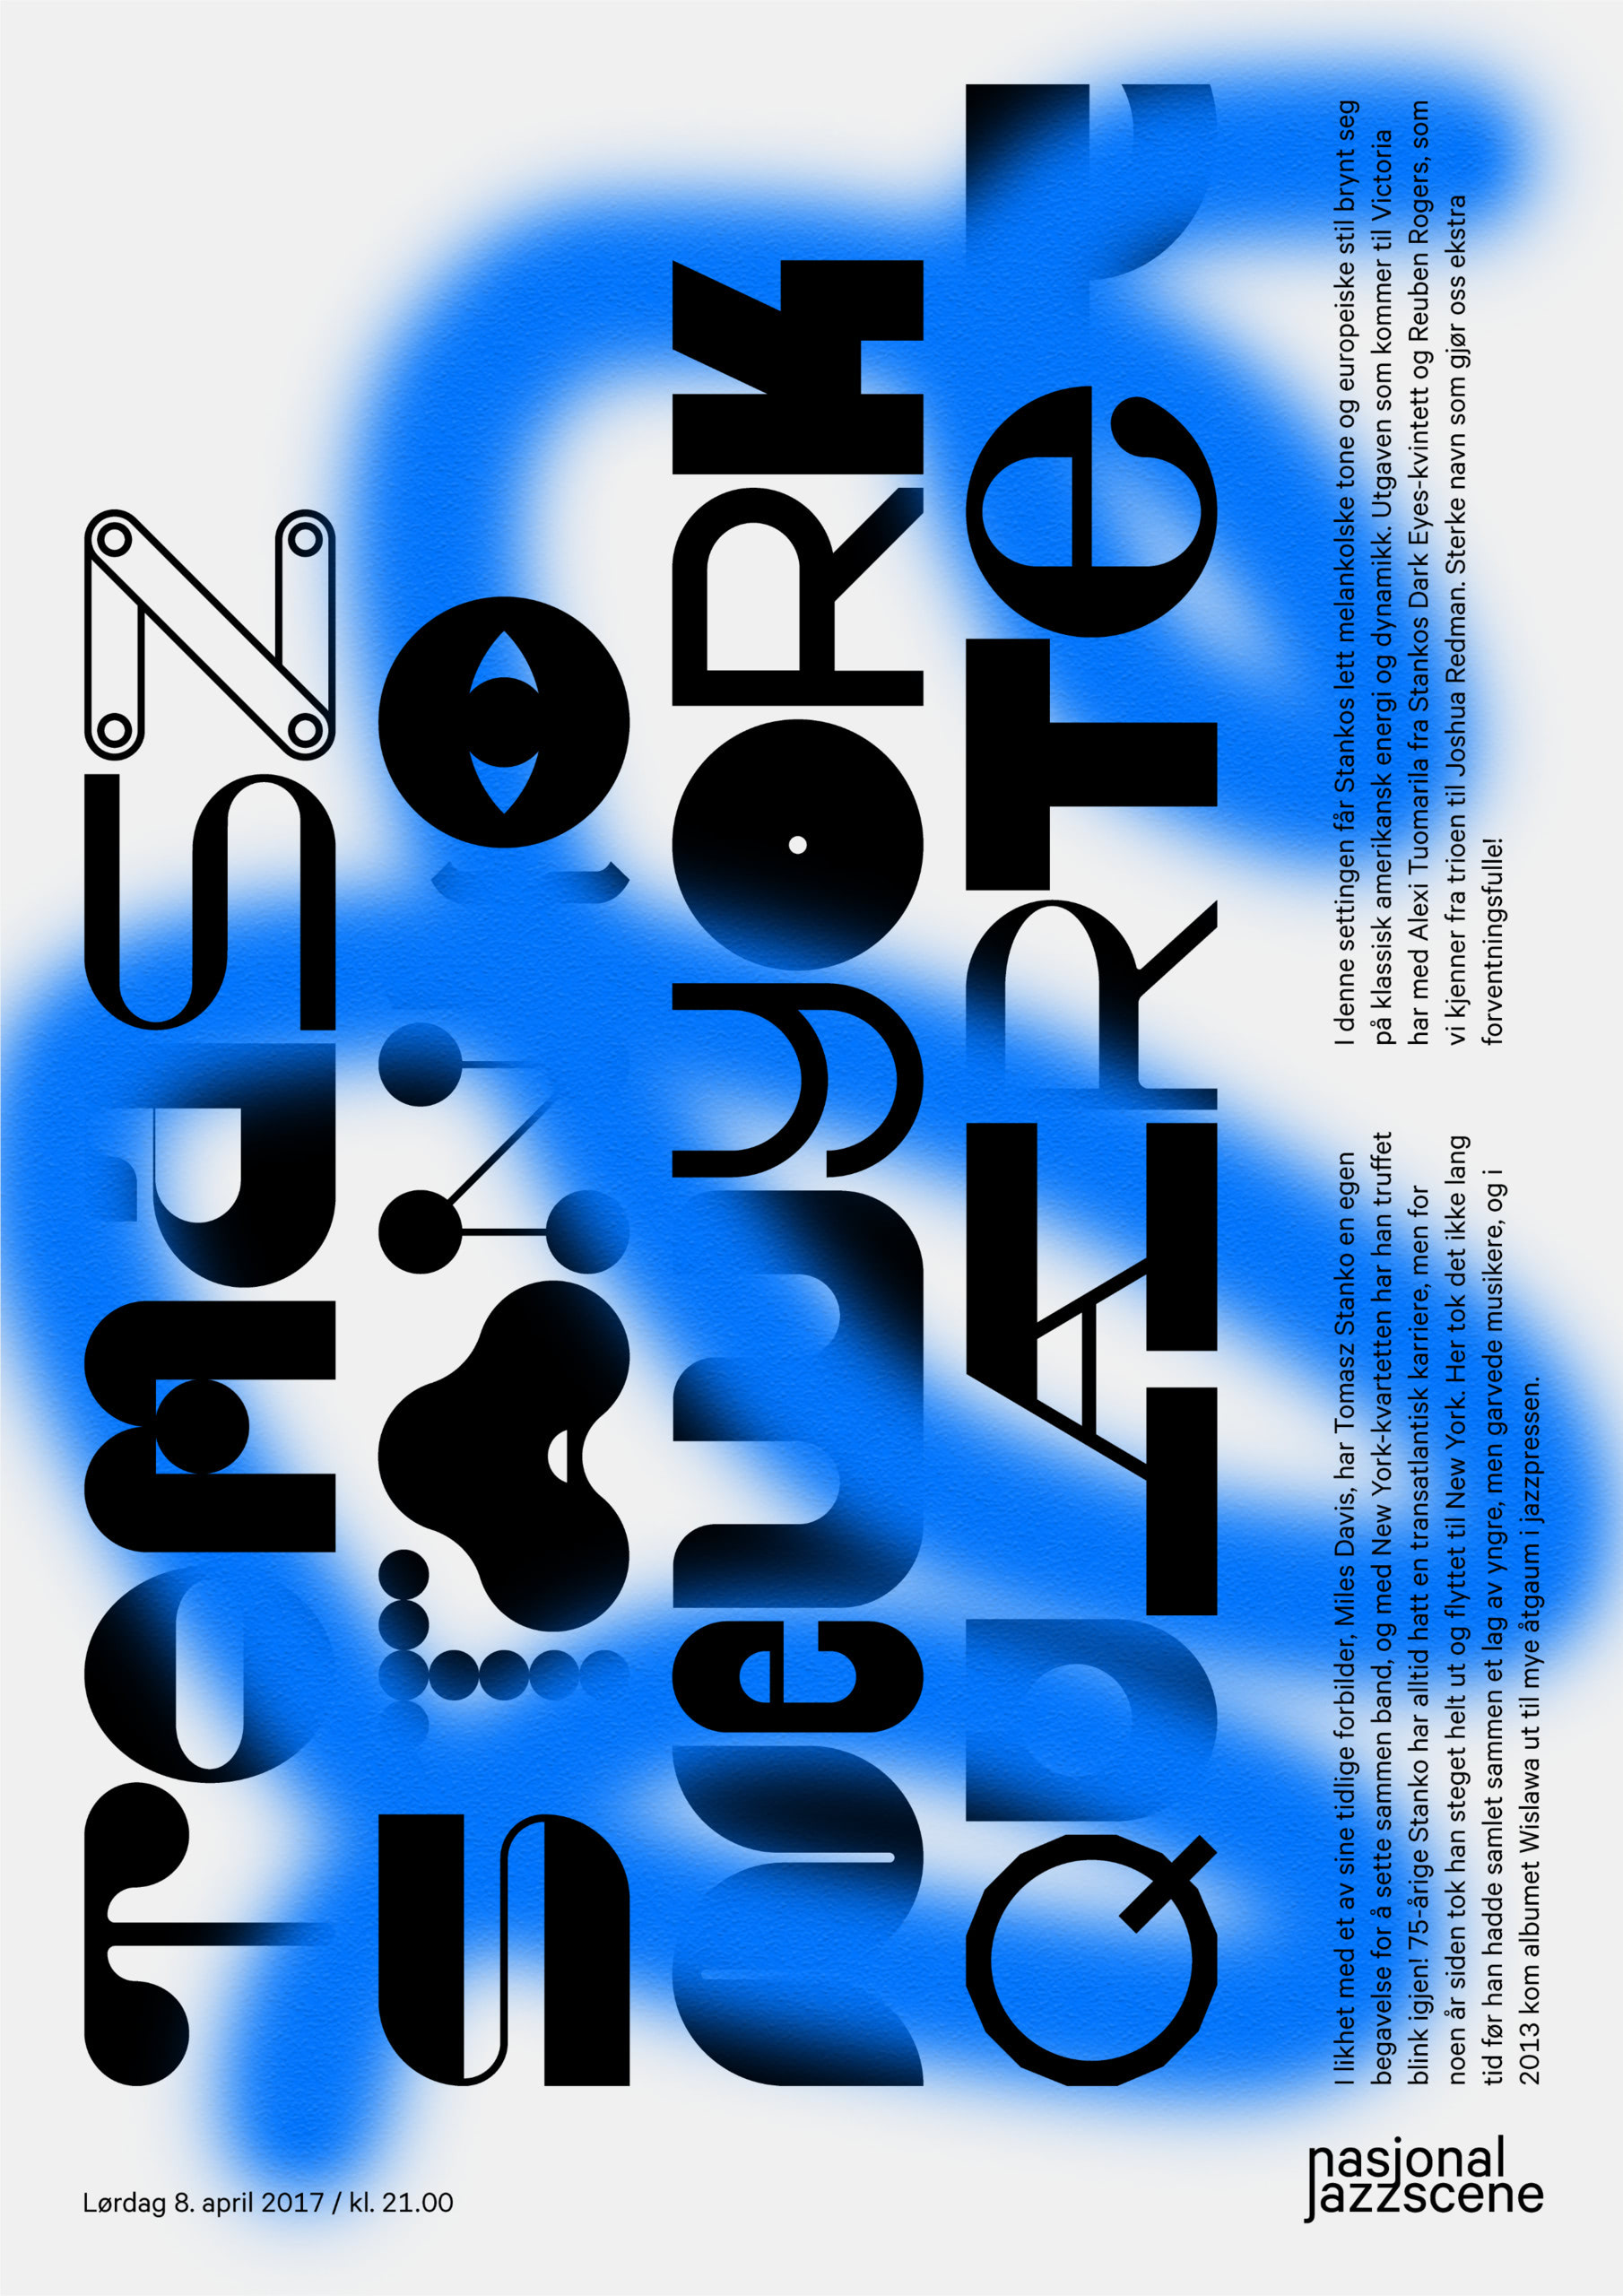 TomaSZ
STANKO
New yORK
QUARTeT
I likhet med et av sine tidlige forbilder, Miles Davis, har Tomasz Stanko en egen
begavelse for å sette sammen band, og med New York-kvartetten har han truffet
blink igjen! 75-årige Stanko har alltid hatt en transatlantisk karriere, men for
noen år siden tok han steget helt ut og flyttet til New York. Her tok det ikke lang
tid før han hadde samlet sammen et lag av yngre, men garvede musikere, og i
2013 kom albumet Wislawa ut til mye åtgaum i jazzpressen.
I denne settingen får Stankos lett melankolske tone og europeiske stil brynt seg
på klassisk amerikansk energi og dynamikk. Utgaven som kommer til Victoria
har med Alexi Tuomarila fra Stankos Dark Eyes-kvintett og Reuben Rogers, som
vi kjenner fra trioen til Joshua Redman. Sterke navn som gjør oss ekstra
forventningsfulle!
Lørdag 8. april 2017 / kl. 21.00
nasjonal
jazzscene